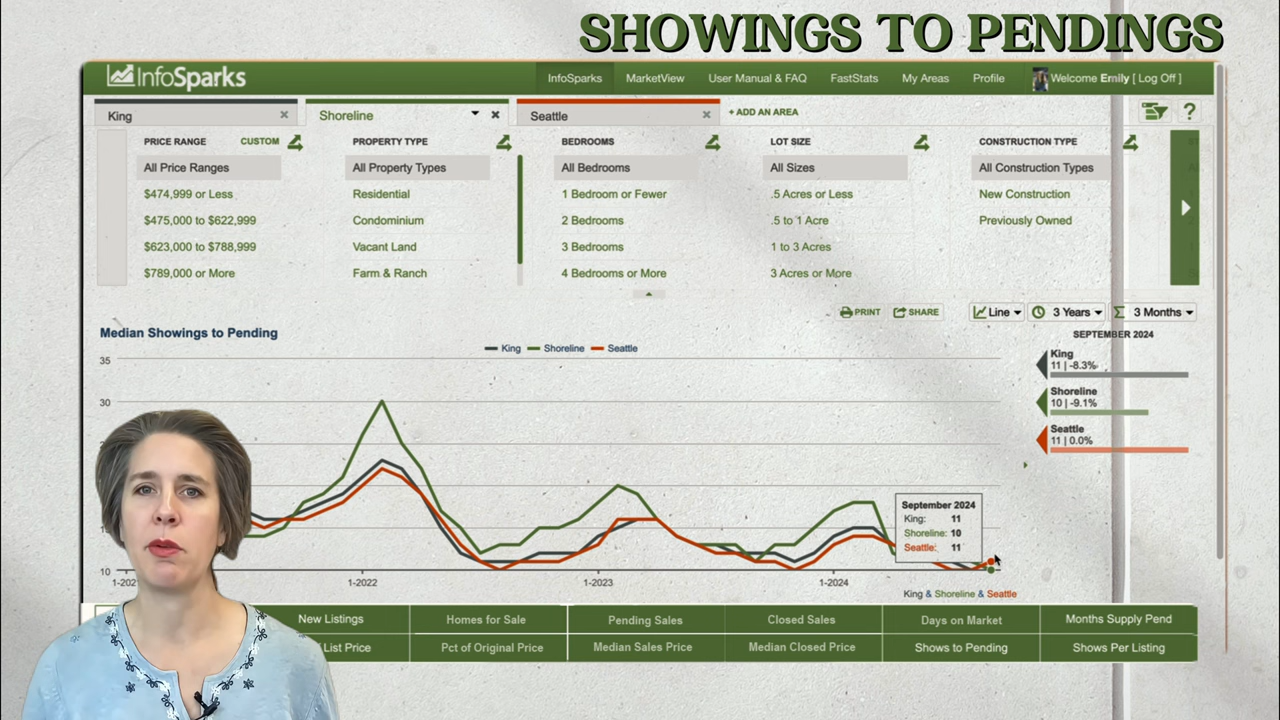 SHOWINGS TO PENDINGS
InfoSparks
InfoSparks MarketView User Manual & FAQ FastStats My Areas Profile Welcome Emily [ Log Off ]
King × Shoreline × Seattle × + ADD AN AREA ?
PRICE RANGE CUSTOM PROPERTY TYPE BEDROOMS LOT SIZE CONSTRUCTION TYPE
All Price Ranges All Property Types All Bedrooms All Sizes All Construction Types
$474,999 or Less Residential 1 Bedroom or Fewer .5 Acres or Less New Construction
$475,000 to $622,999 Condominium 2 Bedrooms .5 to 1 Acre Previously Owned
$623,000 to $788,999 Vacant Land 3 Bedrooms 1 to 3 Acres
$789,000 or More Farm & Ranch 4 Bedrooms or More 3 Acres or More
PRINT SHARE Line 3 Years Σ 3 Months
Median Showings to Pending
King Shoreline Seattle
SEPTEMBER 2024
King
11 | -8.3%
Shoreline
10 | -9.1%
Seattle
11 | 0.0%
35
30
10
September 2024
King: 11
Shoreline: 10
Seattle: 11
1-2022 1-2023 1-2024
King & Shoreline & Seattle
New Listings Homes for Sale Pending Sales Closed Sales Days on Market Months Supply Pend
List Price Pct of Original Price Median Sales Price Median Closed Price Shows to Pending Shows Per Listing